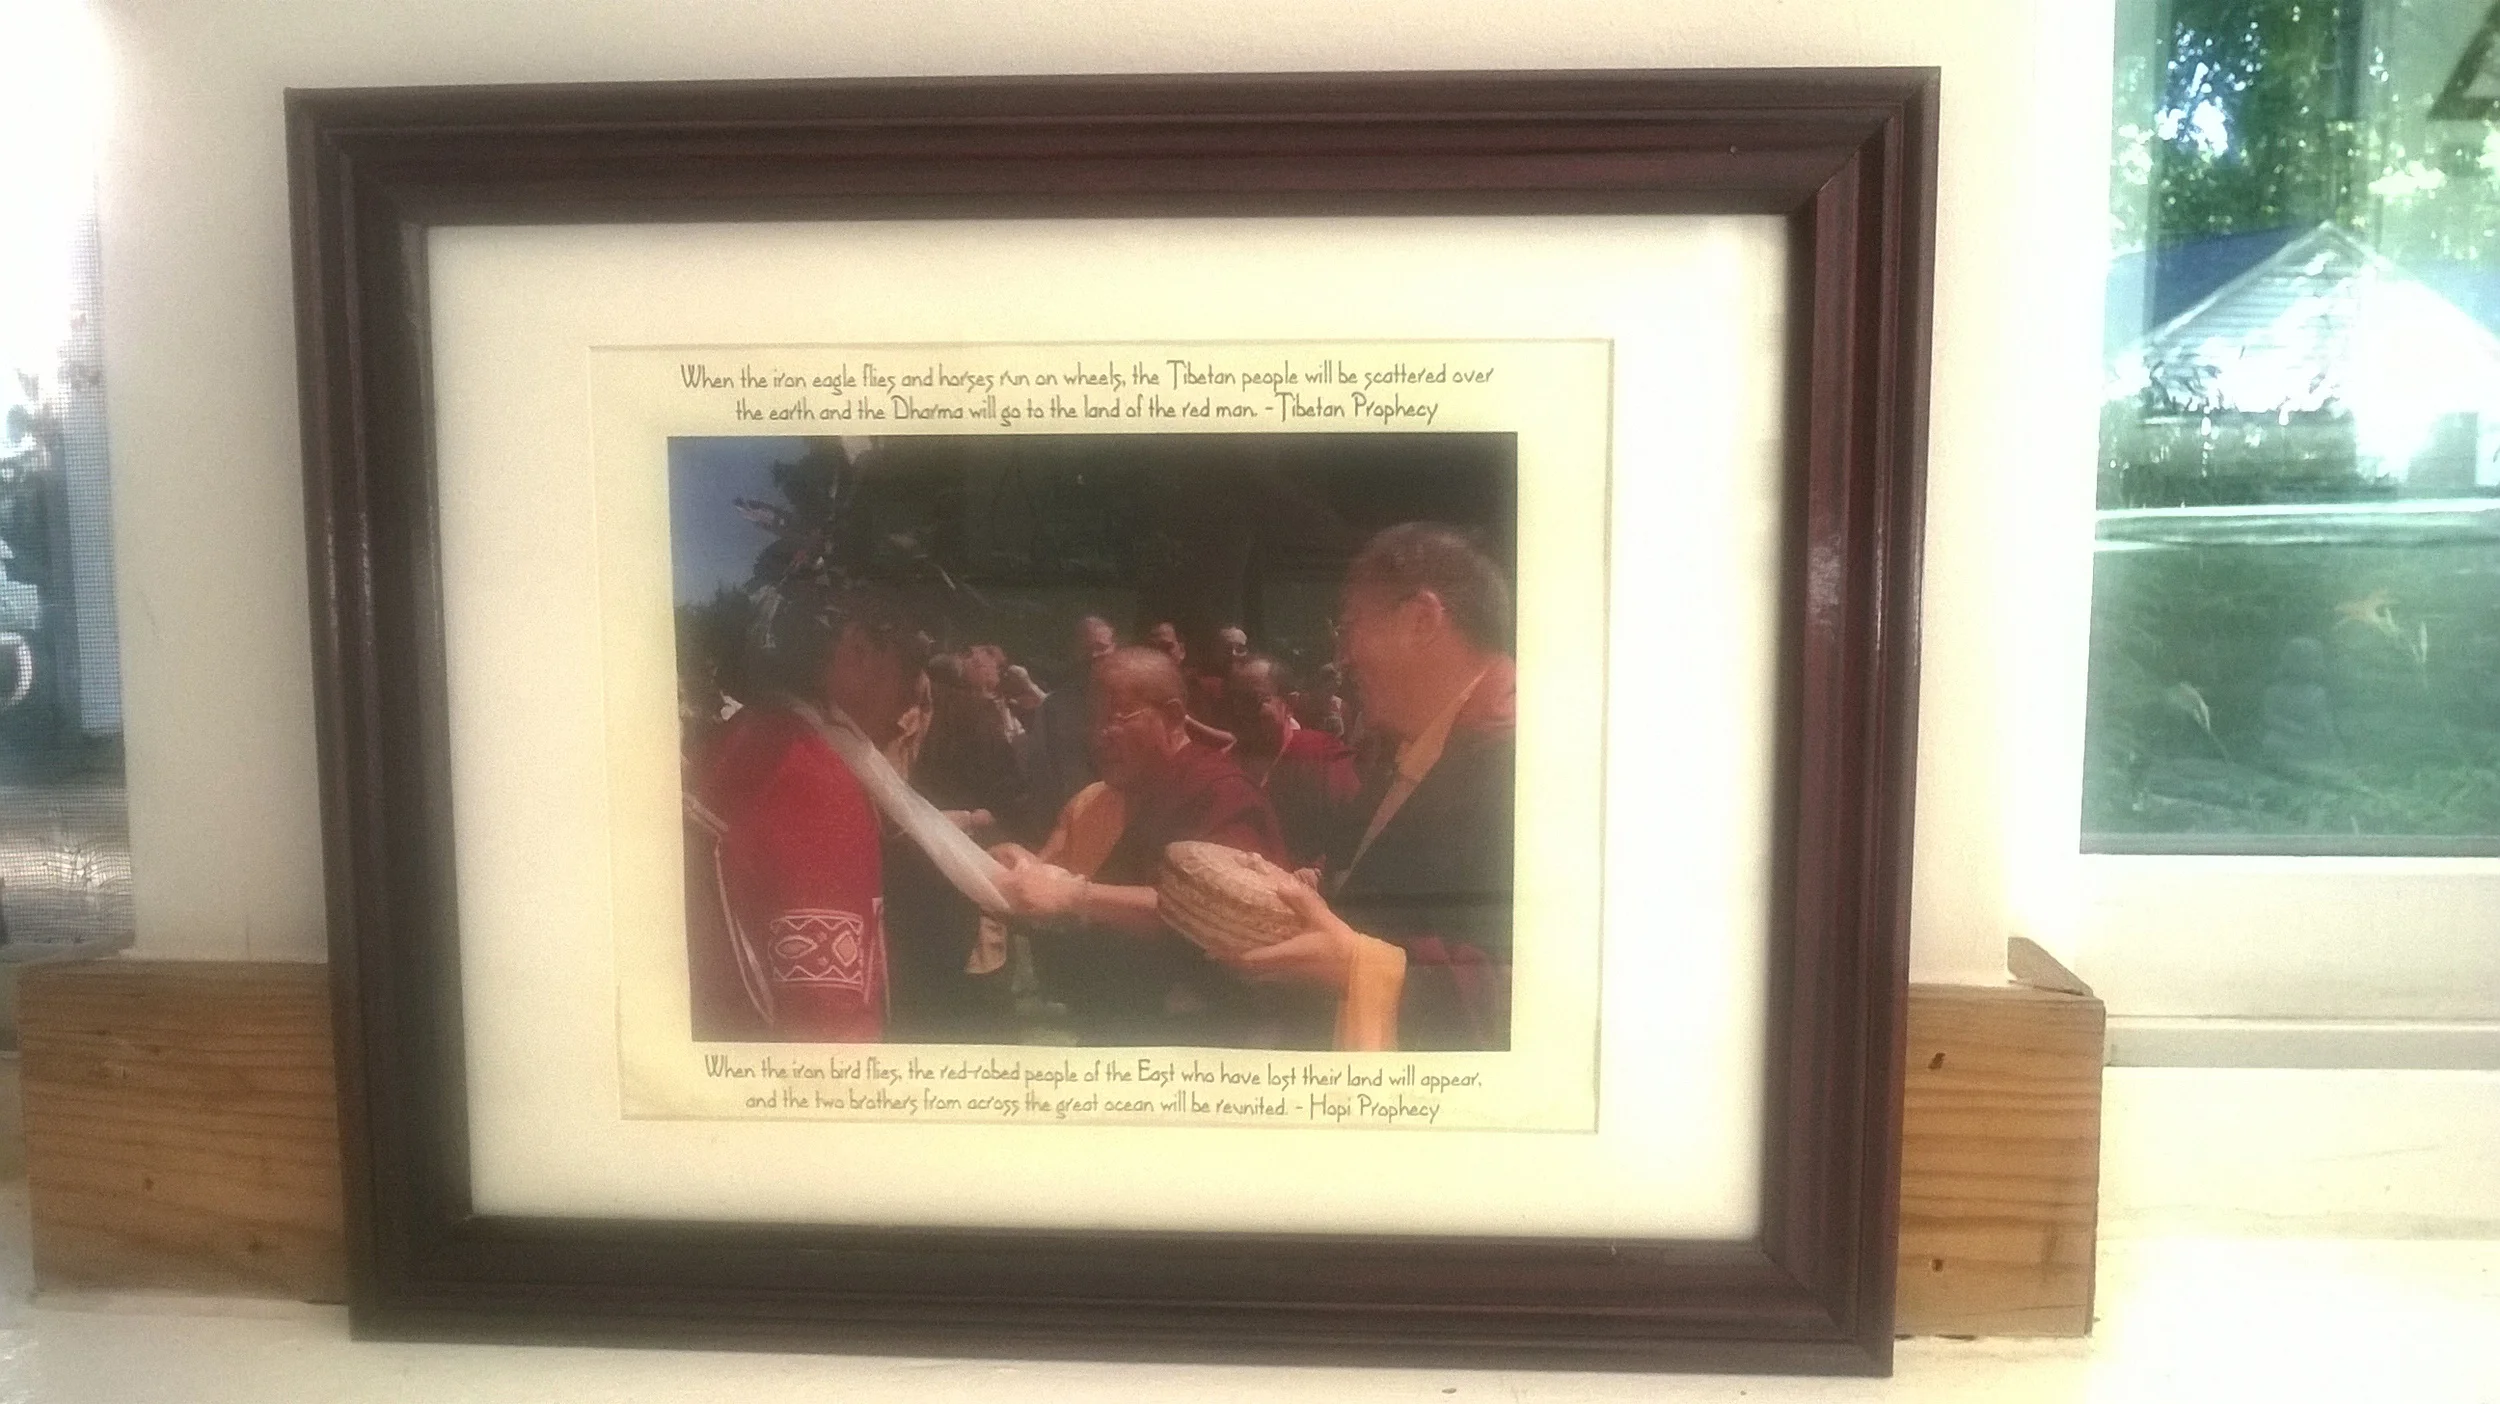 When the iron eagle flies and horses run on wheels, the Tibetan people will be scattered over
the earth and the Dharma will go to the land of the red man. - Tibetan Prophecy
When the iron bird flies, the red-robed people of the East who have lost their land will appear,
and the two brothers from across the great ocean will be reunited. - Hopi Prophecy